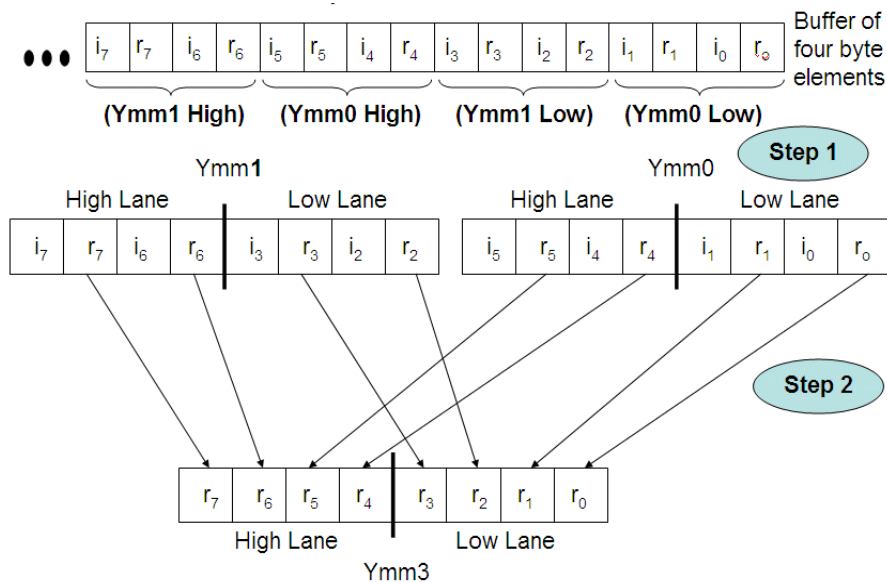 i7 r7 i6 r6 i5 r5 i4 r4 i3 r3 i2 r2 i1 r1 i0 ro
Buffer of
four byte
elements
(Ymm1 High) (Ymm0 High) (Ymm1 Low) (Ymm0 Low)
Step 1
Ymm1 Ymm0
High Lane Low Lane High Lane Low Lane
i7 r7 i6 r6 i3 r3 i2 r2 i5 r5 i4 r4 i1 r1 i0 ro
Step 2
r7 r6 r5 r4 r3 r2 r1 r0
High Lane Low Lane
Ymm3